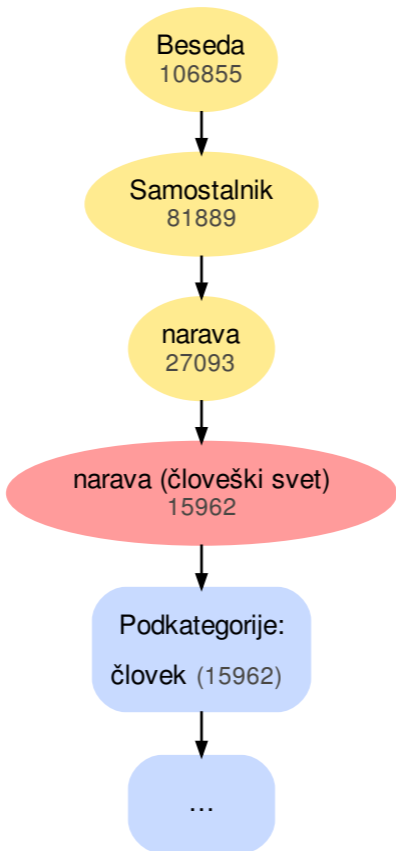 Beseda
106855
Samostalnik
81889
narava
27093
narava (človeški svet)
15962
Podkategorije:
človek (15962)
...